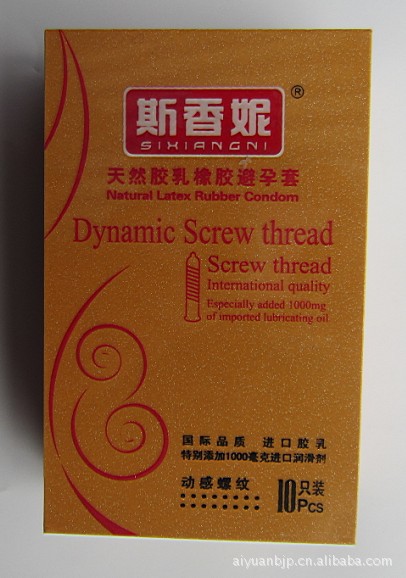 斯香妮®
SIXIANGNI
天然胶乳橡胶避孕套
Natural Latex Rubber Condom
Dynamic Screw thread
Screw thread
International quality
Especially added 1000mg
of imported lubricating oil
国际品质 进口胶乳
特别添加1000毫克进口润滑剂
动感螺纹
10只装
Pcs
aiyuanbjp.cn.alibaba.com